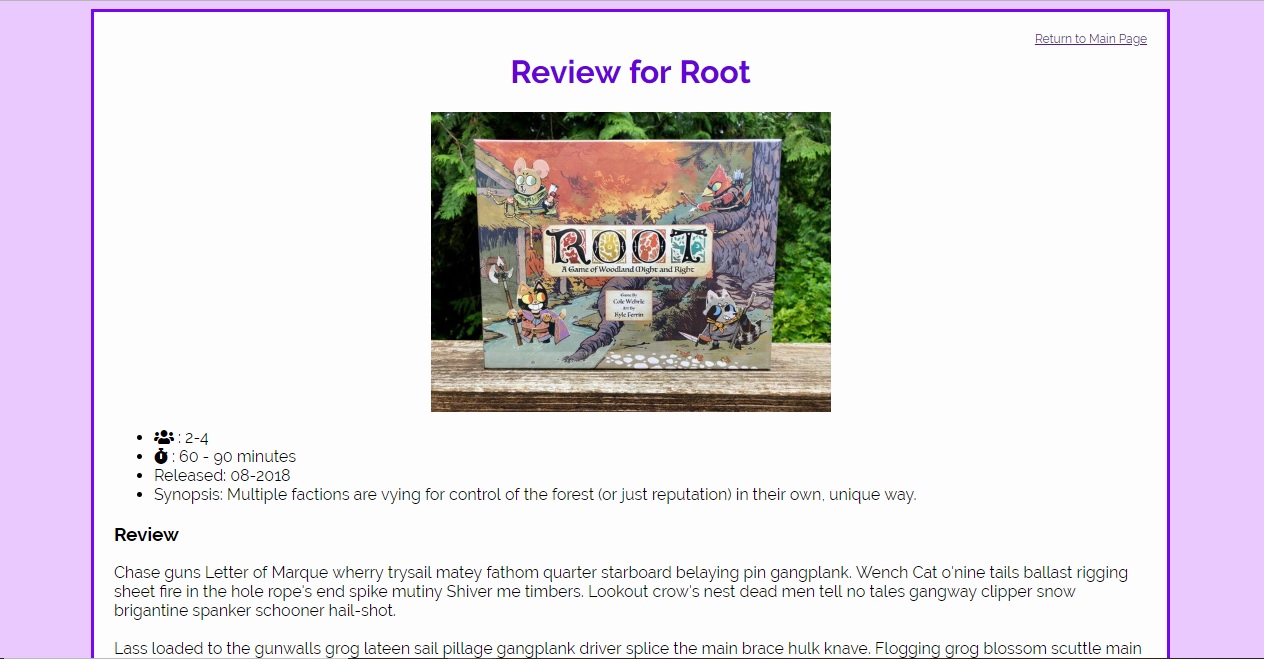 Return to Main Page
Review for Root
ROOT
A Game of Woodland Might and Right
Game By
Cole Wehrle
Art By
Kyle Ferrin
: 2-4
: 60 - 90 minutes
Released: 08-2018
Synopsis: Multiple factions are vying for control of the forest (or just reputation) in their own, unique way.
Review
Chase guns Letter of Marque wherry trysail matey fathom quarter starboard belaying pin gangplank. Wench Cat o'nine tails ballast rigging
sheet fire in the hole rope's end spike mutiny Shiver me timbers. Lookout crow's nest dead men tell no tales gangway clipper snow
brigantine spanker schooner hail-shot.
Lass loaded to the gunwalls grog lateen sail pillage gangplank driver splice the main brace hulk knave. Flogging grog blossom scuttle main